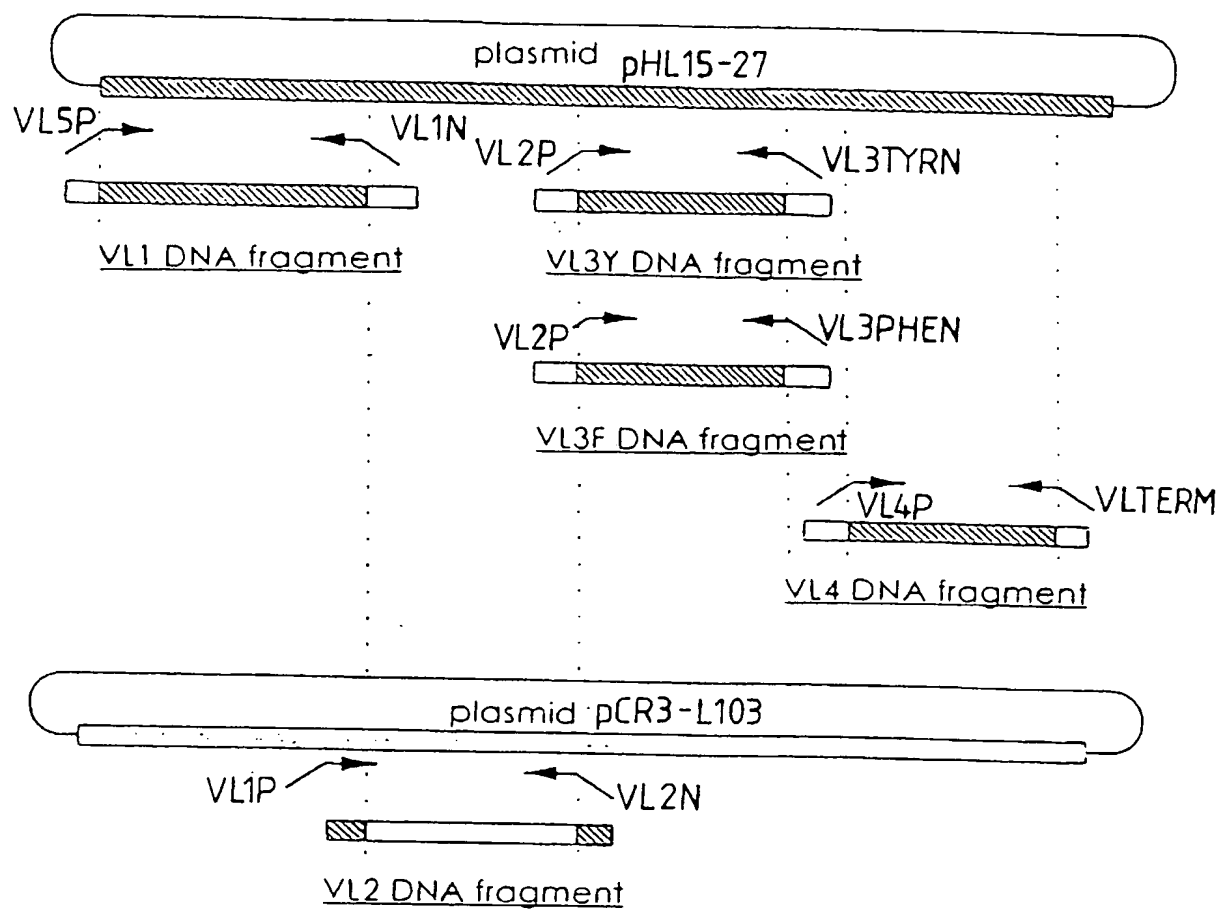 plasmid pHL15-27
VL5P
VL1N
VL2P
VL3TYRN
VL1 DNA fragment
VL3Y DNA fragment
VL2P
VL3PHEN
VL3F DNA fragment
VL4P
VLTERM
VL4 DNA fragment
plasmid pCR3-L103
VL1P
VL2N
VL2 DNA fragment